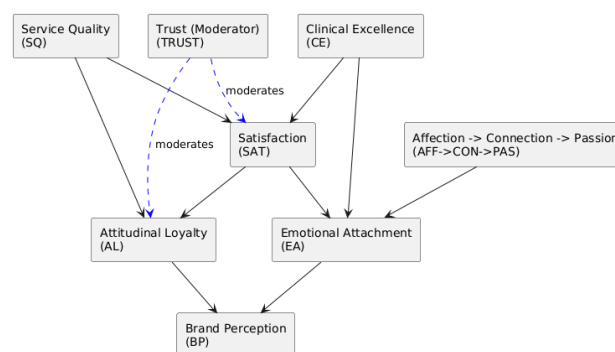 Service Quality
(SQ)
Trust (Moderator)
(TRUST)
Clinical Excellence
(CE)
moderates
moderates
Satisfaction
(SAT)
Affection -> Connection -> Passion
(AFF->CON->PAS)
Attitudinal Loyalty
(AL)
Emotional Attachment
(EA)
Brand Perception
(BP)